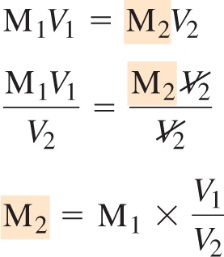 M₁V₁ = M₂V₂
M₁V₁/V₂ = M₂V₂/V₂
M₂ = M₁ × V₁/V₂